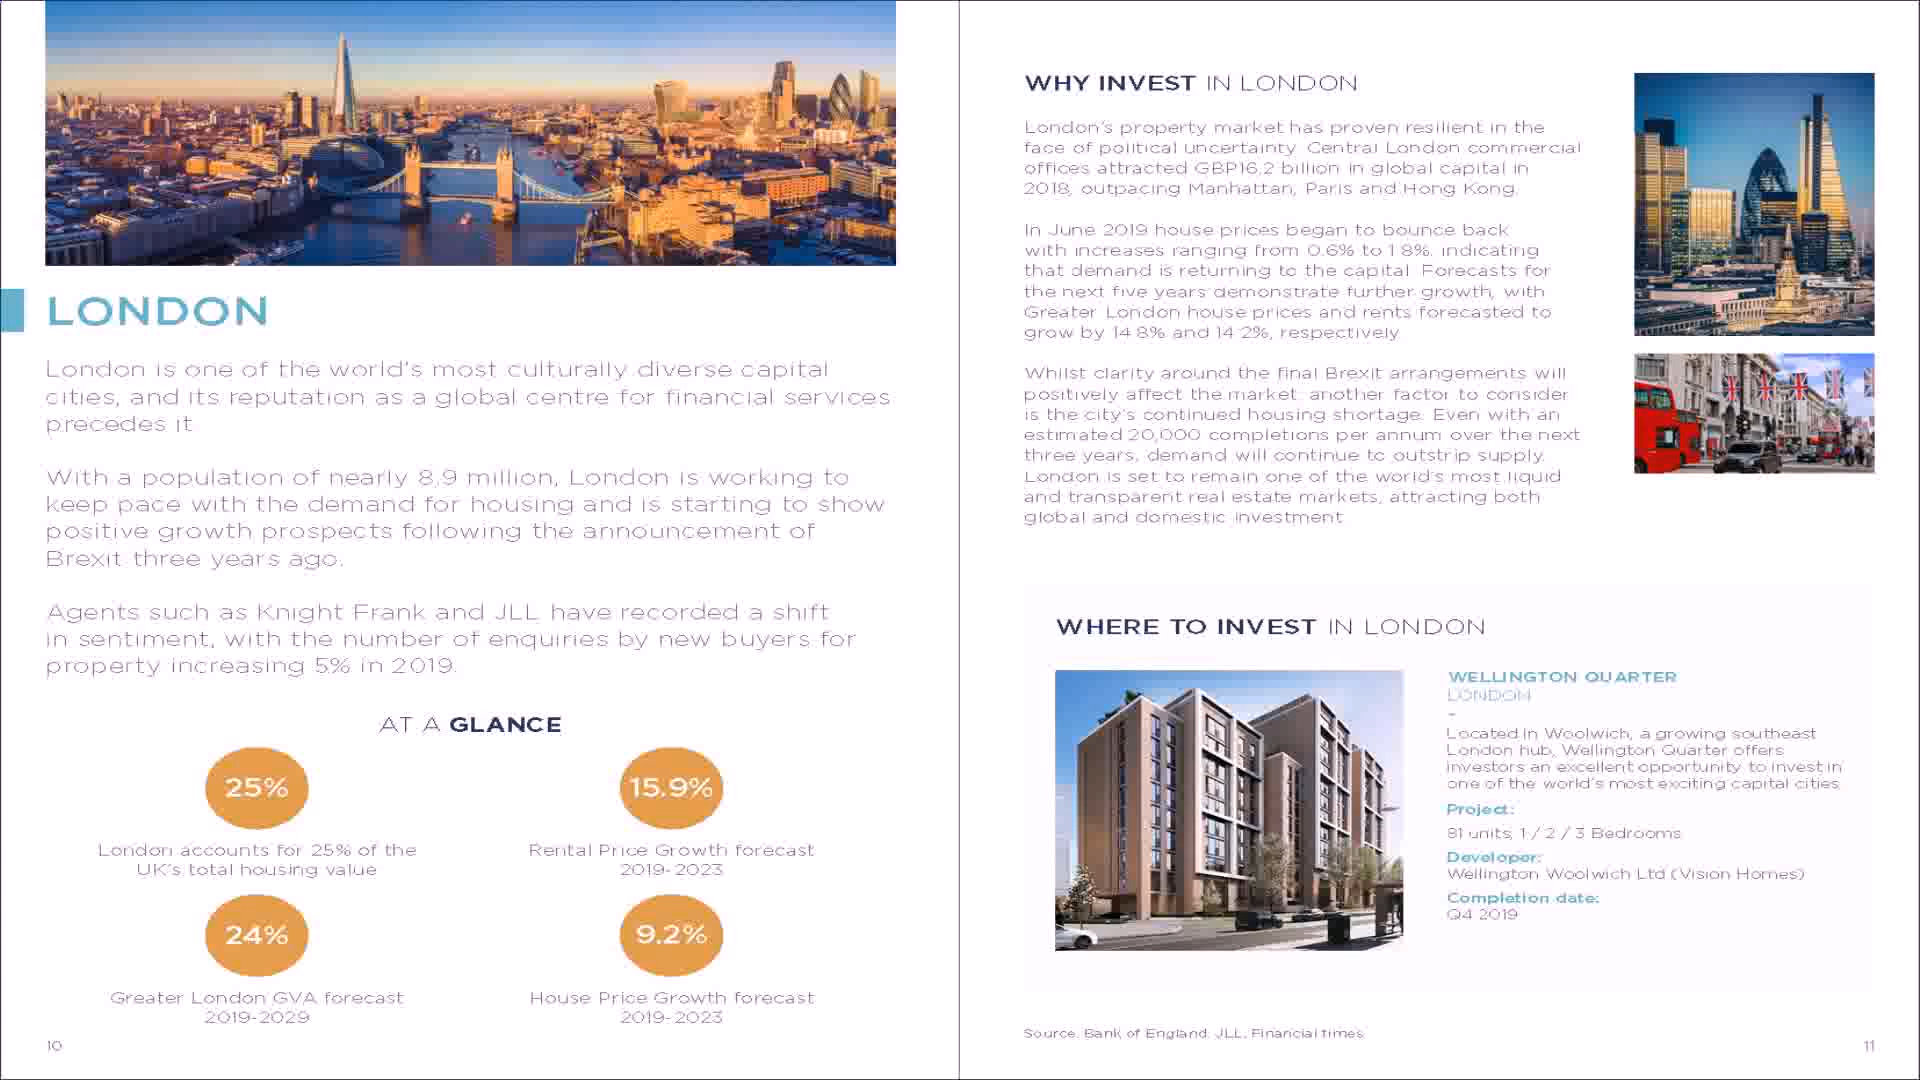 LONDON
London is one of the world's most culturally diverse capital
cities, and its reputation as a global centre for financial services
precedes it
With a population of nearly 8.9 million, London is working to
keep pace with the demand for housing and is starting to show
positive growth prospects following the announcement of
Brexit three years ago.
Agents such as Knight Frank and JLL have recorded a shift
in sentiment, with the number of enquiries by new buyers for
property increasing 5% in 2019.
AT A GLANCE
25%
London accounts for 25% of the
UK's total housing value
15.9%
Rental Price Growth forecast
2019-2023
24%
Greater London GVA forecast
2019-2029
9.2%
House Price Growth forecast
2019-2023
10
WHY INVEST IN LONDON
London's property market has proven resilient in the
face of political uncertainty. Central London commercial
offices attracted GBP16.2 billion in global capital in
2018, outpacing Manhattan, Paris and Hong Kong.
In June 2019 house prices began to bounce back
with increases ranging from 0.6% to 1.8%, indicating
that demand is returning to the capital. Forecasts for
the next five years demonstrate further growth, with
Greater London house prices and rents forecasted to
grow by 14.8% and 14.2%, respectively
Whilst clarity around the final Brexit arrangements will
positively affect the market, another factor to consider
is the city's continued housing shortage. Even with an
estimated 20,000 completions per annum over the next
three years, demand will continue to outstrip supply.
London is set to remain one of the world's most liquid
and transparent real estate markets, attracting both
global and domestic investment
WHERE TO INVEST IN LONDON
WELLINGTON QUARTER
LONDON
-
Located in Woolwich, a growing southeast
London hub, Wellington Quarter offers
investors an excellent opportunity to invest in
one of the world's most exciting capital cities
Project:
81 units, 1 / 2 / 3 Bedrooms
Developer:
Wellington Woolwich Ltd (Vision Homes)
Completion date:
Q4 2019
Source: Bank of England, JLL, Financial times
11